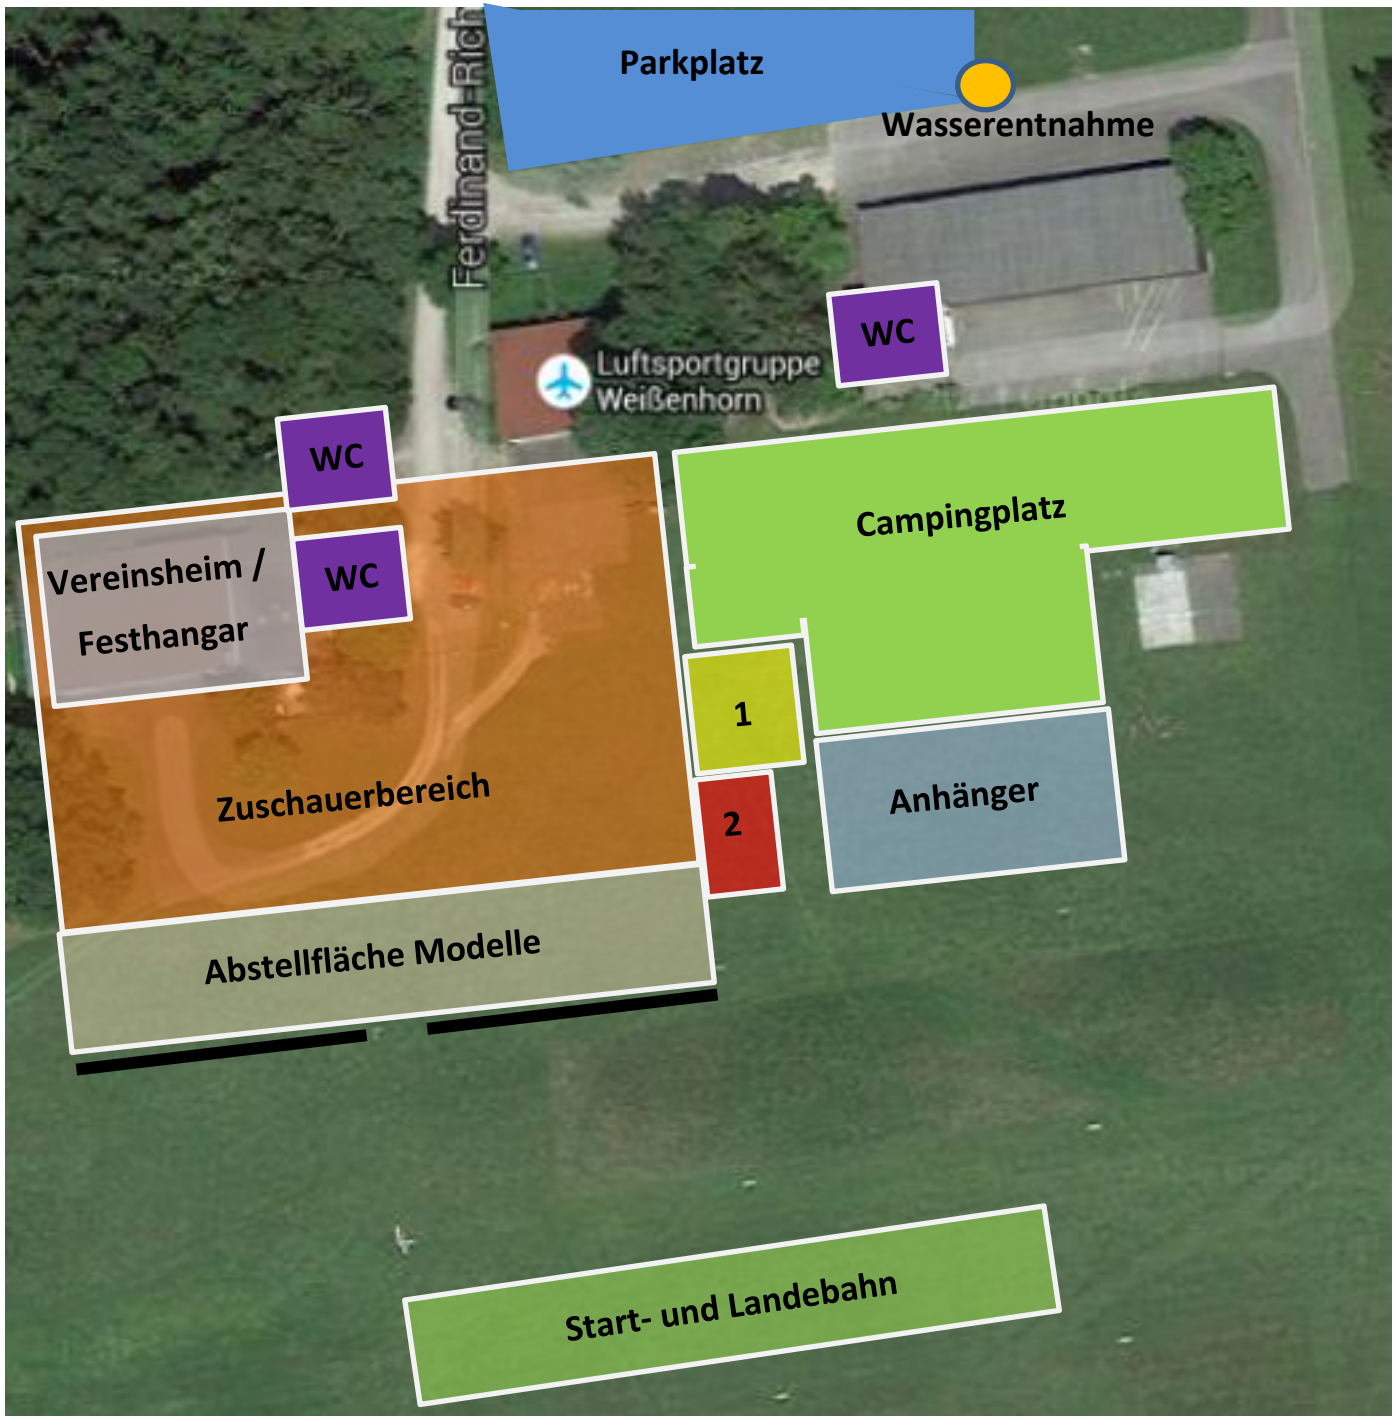 Parkplatz
Wasserentnahme
Ferdinand-Rich
WC
Luftsportgruppe
Weißenhorn
WC
Campingplatz
Vereinsheim /
Festhangar
WC
1
Zuschauerbereich
2
Anhänger
Abstellfläche Modelle
Start- und Landebahn